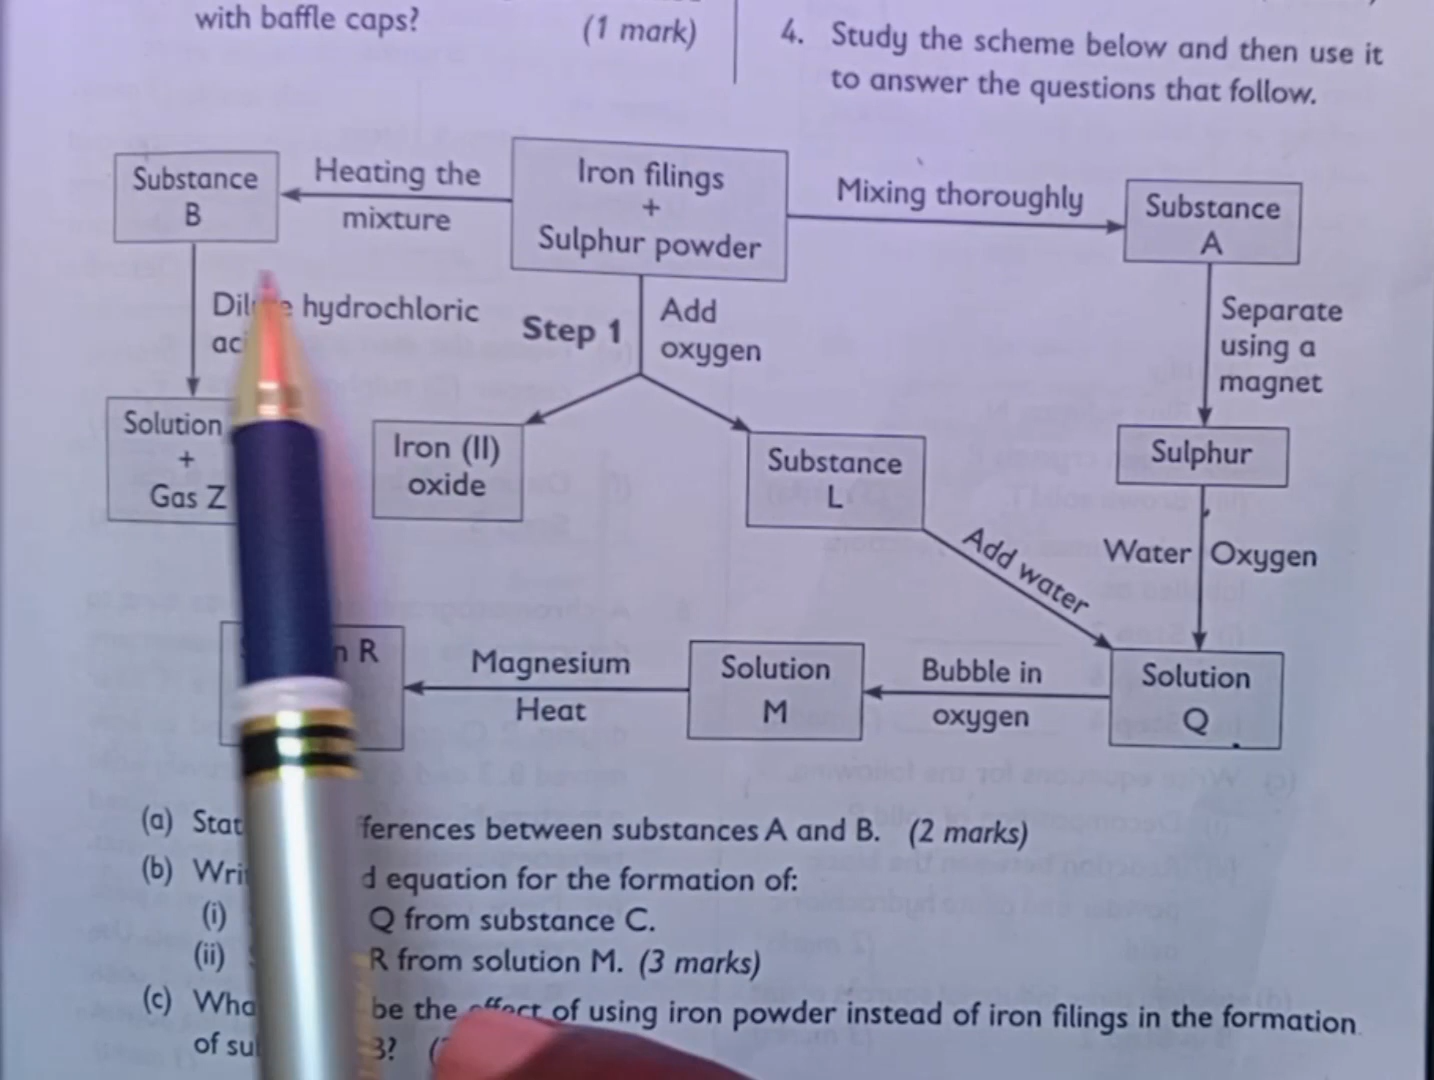 with baffle caps?
(1 mark)
4. Study the scheme below and then use it
to answer the questions that follow.
Substance
B
Heating the
mixture
Iron filings
+
Sulphur powder
Mixing thoroughly
Substance
A
hydrochloric
Step 1
Add
oxygen
Separate
using a
magnet
Solution
+
Gas Z
Iron (II)
oxide
Substance
L
Sulphur
Add water
Water Oxygen
R
Magnesium
Heat
Solution
M
Bubble in
oxygen
Solution
Q
(a) between substances A and B. (2 marks)
(b) equation for the formation of:
(i) Q from substance C.
(ii) R from solution M. (3 marks)
(c) be the effect of using iron powder instead of iron filings in the formation
of